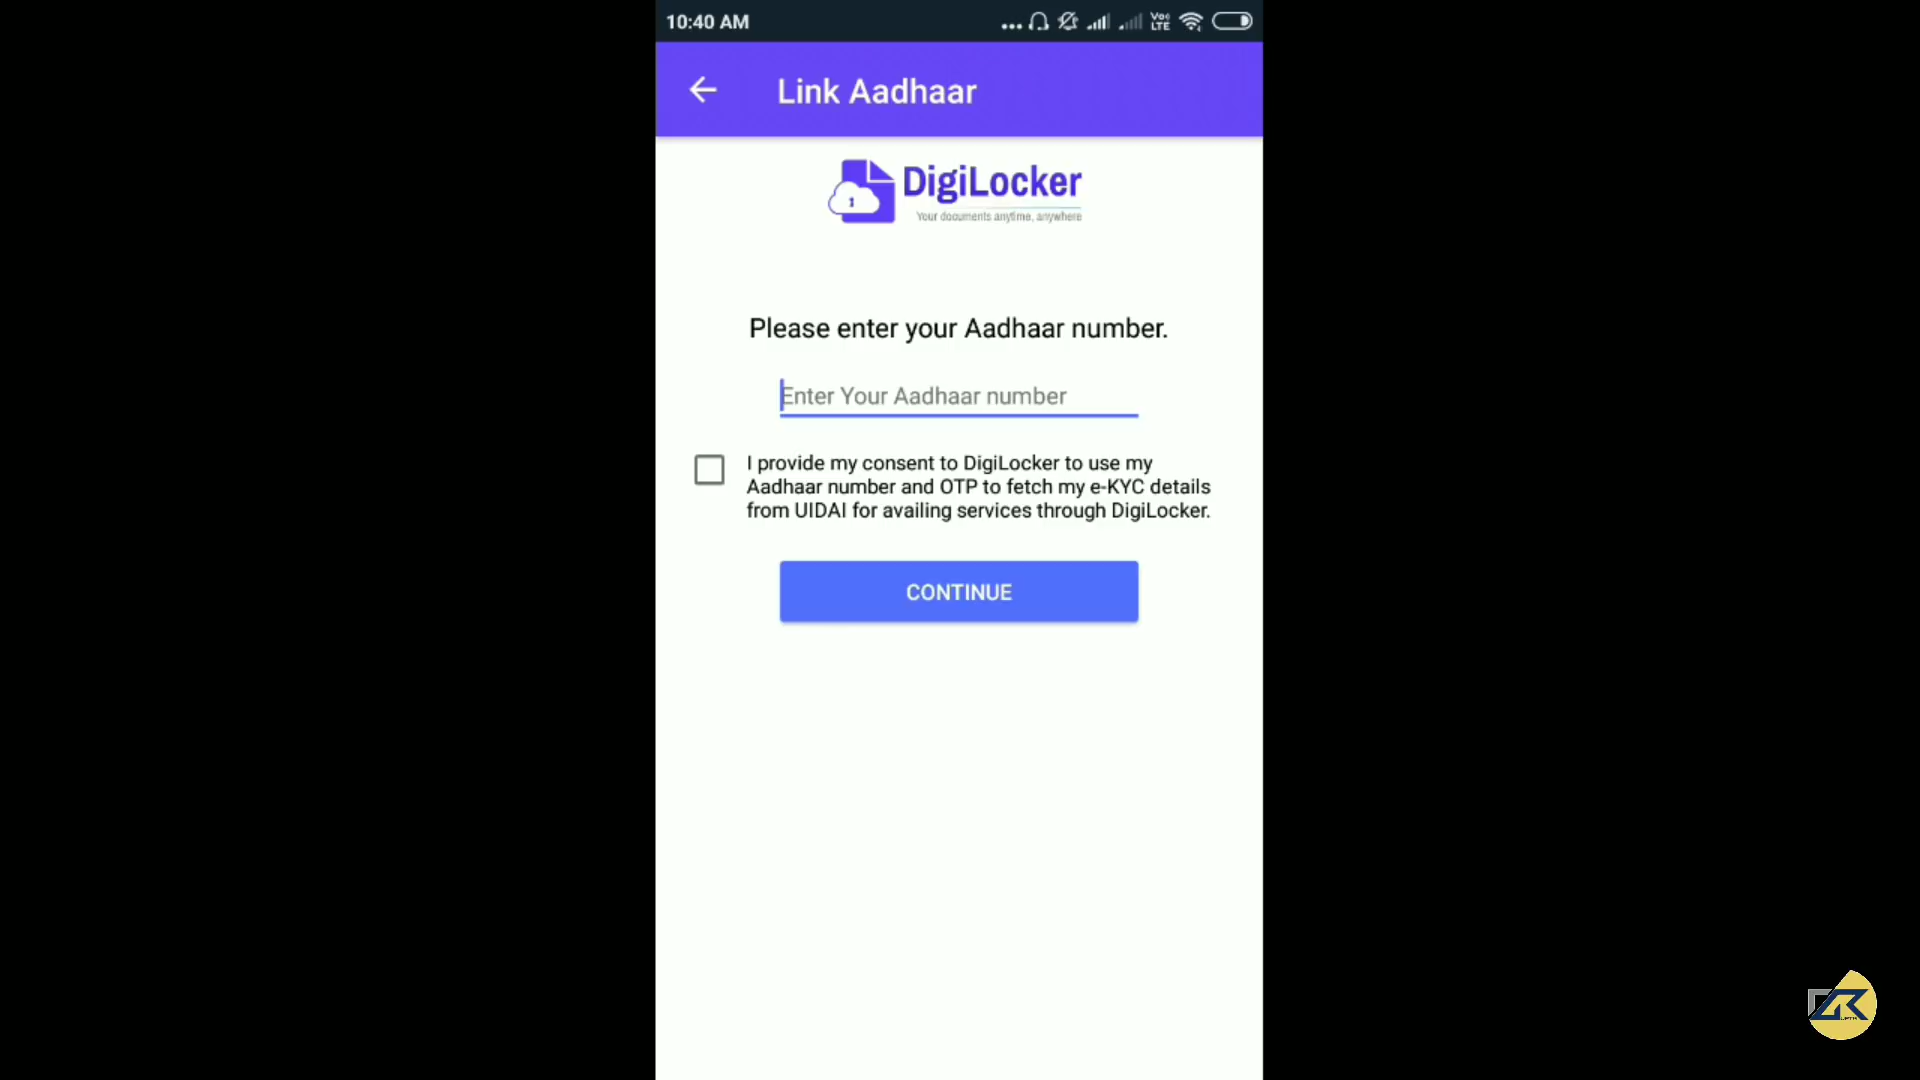 10:40 AM
Vo LTE
Link Aadhaar
DigiLocker
Your documents anytime, anywhere
Please enter your Aadhaar number.
Enter Your Aadhaar number
I provide my consent to DigiLocker to use my
Aadhaar number and OTP to fetch my e-KYC details
from UIDAI for availing services through DigiLocker.
CONTINUE